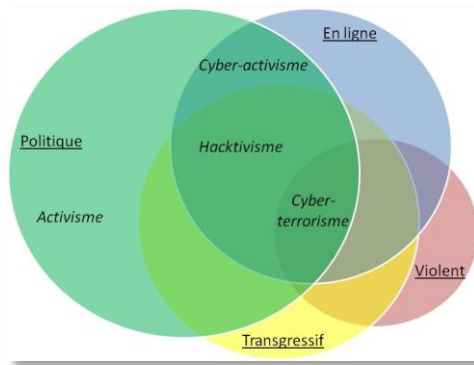 En ligne
Cyber-activisme
Politique
Hacktivisme
Activisme
Cyber-
terrorisme
Violent
Transgressif